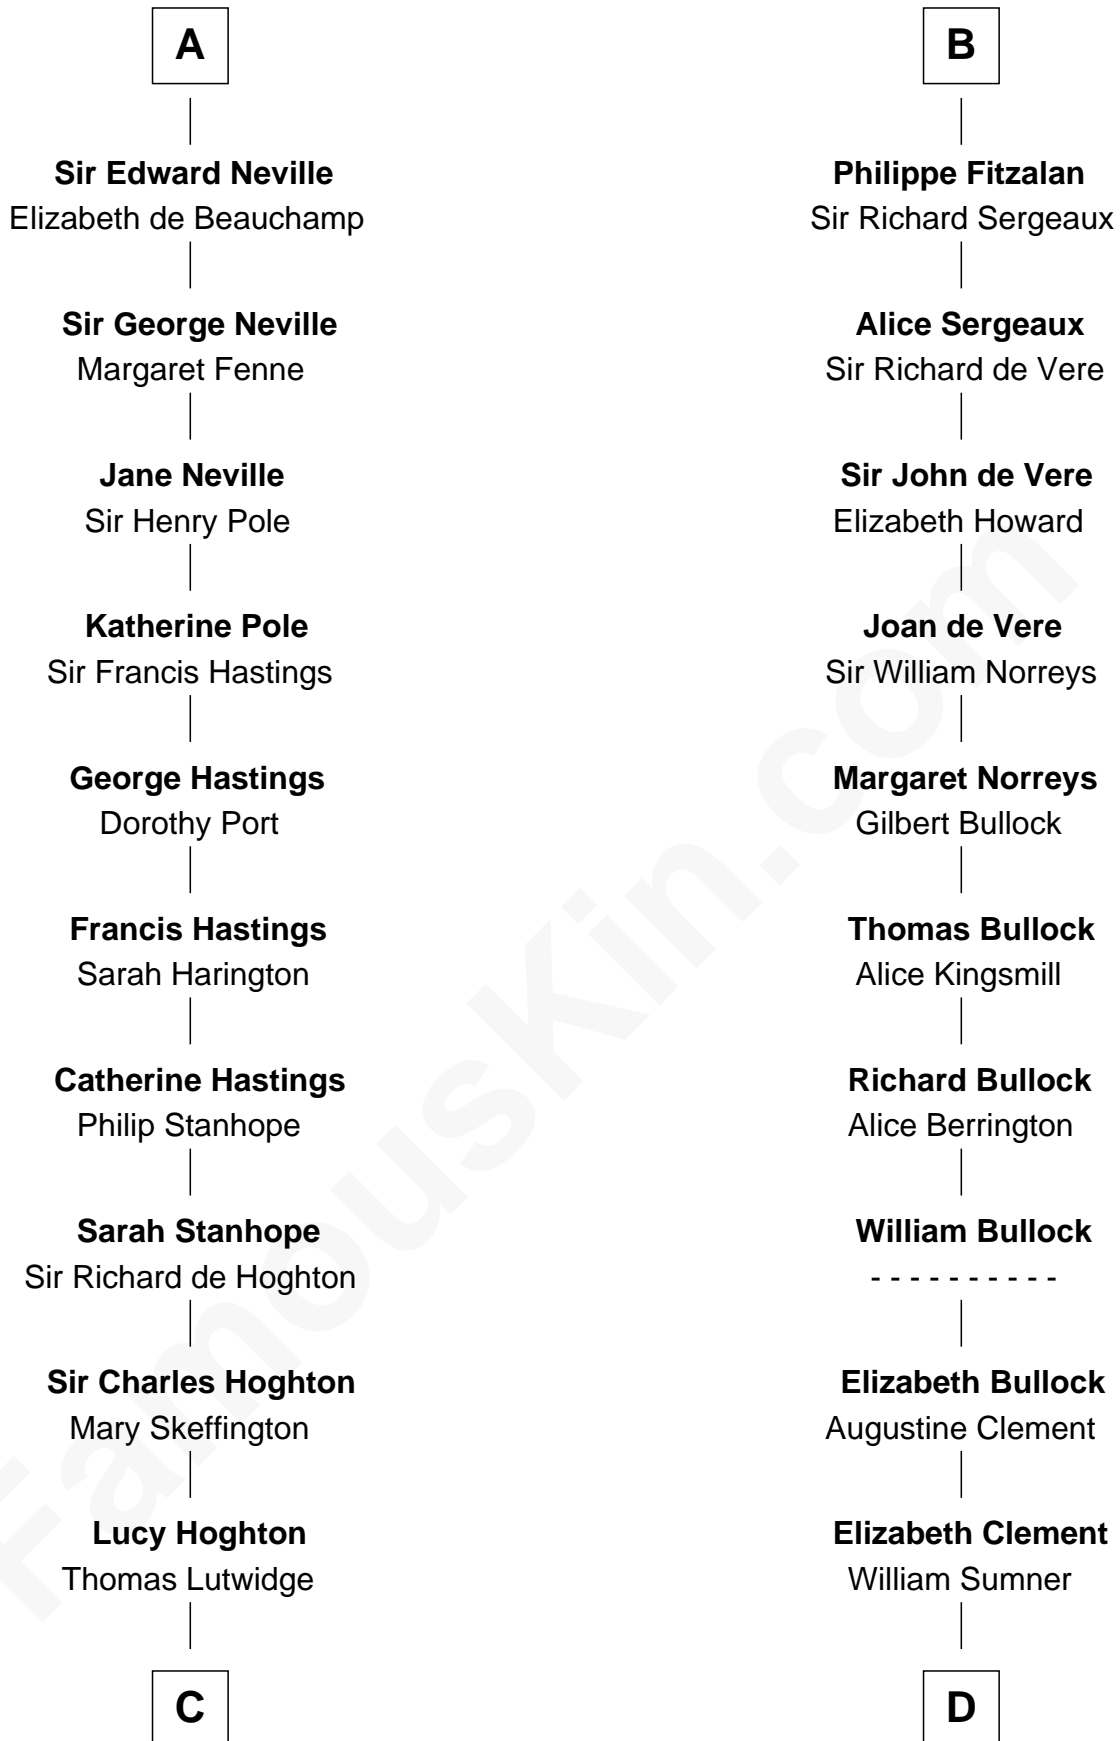 A
Sir Edward Neville
Elizabeth de Beauchamp
Sir George Neville
Margaret Fenne
Jane Neville
Sir Henry Pole
Katherine Pole
Sir Francis Hastings
George Hastings
Dorothy Port
Francis Hastings
Sarah Harington
Catherine Hastings
Philip Stanhope
Sarah Stanhope
Sir Richard de Hoghton
Sir Charles Hoghton
Mary Skeffington
Lucy Hoghton
Thomas Lutwidge
C
B
Philippe Fitzalan
Sir Richard Sergeaux
Alice Sergeaux
Sir Richard de Vere
Sir John de Vere
Elizabeth Howard
Joan de Vere
Sir William Norreys
Margaret Norreys
Gilbert Bullock
Thomas Bullock
Alice Kingsmill
Richard Bullock
Alice Berrington
William Bullock
- - - - - - - - - -
Elizabeth Bullock
Augustine Clement
Elizabeth Clement
William Sumner
D
FamousKin.com